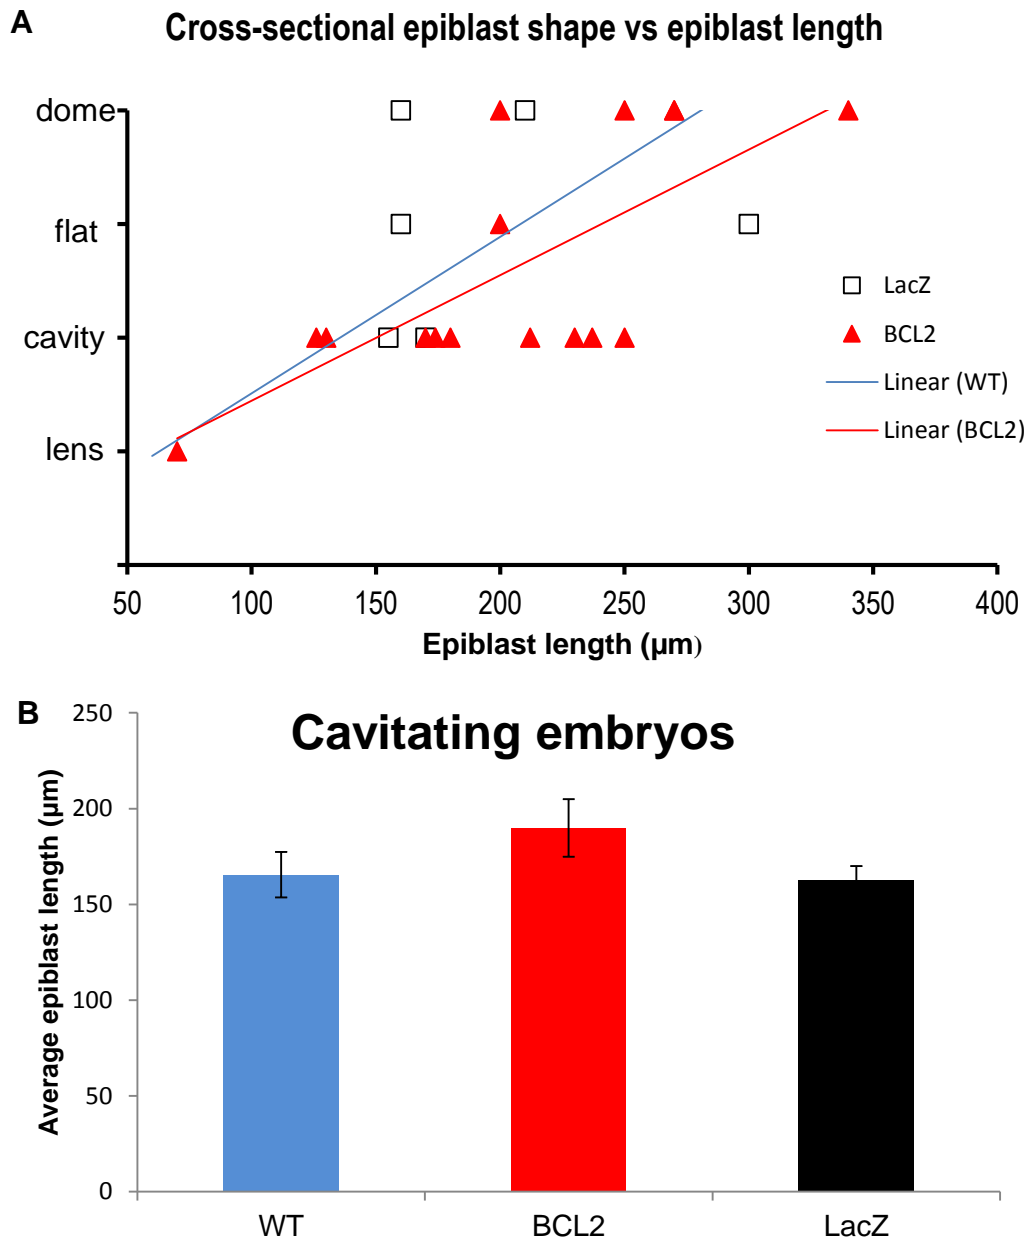 A
Cross-sectional epiblast shape vs epiblast length
dome
flat
cavity
lens
LacZ
BCL2
Linear (WT)
Linear (BCL2)
50 100 150 200 250 300 350 400
Epiblast length (μm)
B
Cavitating embryos
Average epiblast length (μm)
250
200
150
100
50
0
WT BCL2 LacZ